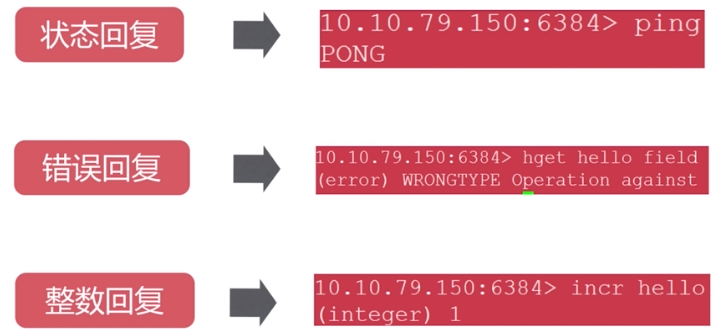 状态回复
10.10.79.150:6384> ping
PONG
错误回复
10.10.79.150:6384> hget hello field
(error) WRONGTYPE Operation against
整数回复
10.10.79.150:6384> incr hello
(integer) 1